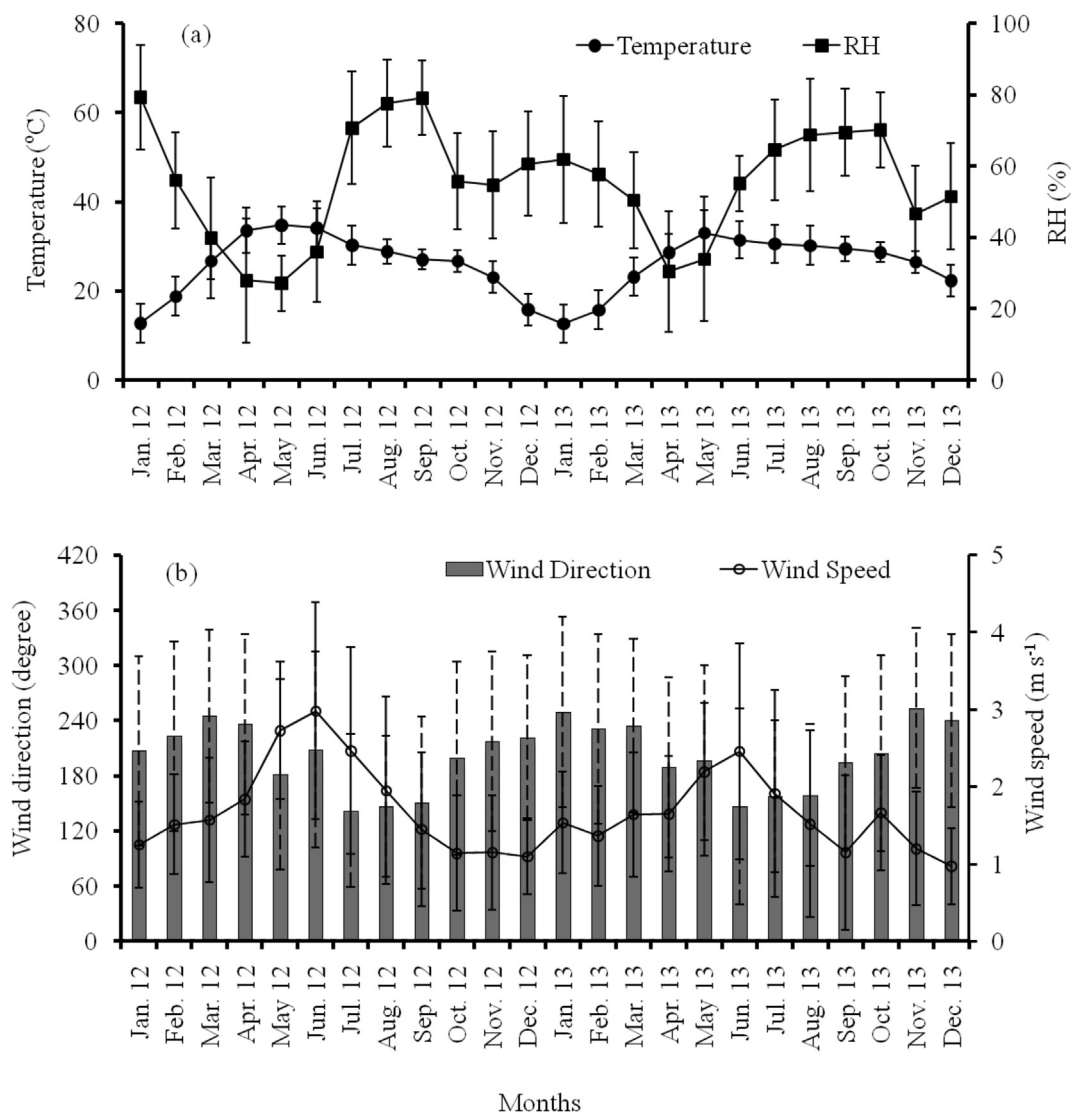 (a)
Temperature RH
Temperature (°C)
80
60
40
20
0
RH (%)
100
80
60
40
20
0
Jan. 12
Feb. 12
Mar. 12
Apr. 12
May 12
Jun. 12
Jul. 12
Aug. 12
Sep. 12
Oct. 12
Nov. 12
Dec. 12
Jan. 13
Feb. 13
Mar. 13
Apr. 13
May 13
Jun. 13
Jul. 13
Aug. 13
Sep. 13
Oct. 13
Nov. 13
Dec. 13
(b)
Wind Direction Wind Speed
Wind direction (degree)
420
360
300
240
180
120
60
0
Wind speed (m s⁻¹)
5
4
3
2
1
0
Jan. 12
Feb. 12
Mar. 12
Apr. 12
May 12
Jun. 12
Jul. 12
Aug. 12
Sep. 12
Oct. 12
Nov. 12
Dec. 12
Jan. 13
Feb. 13
Mar. 13
Apr. 13
May 13
Jun. 13
Jul. 13
Aug. 13
Sep. 13
Oct. 13
Nov. 13
Dec. 13
Months